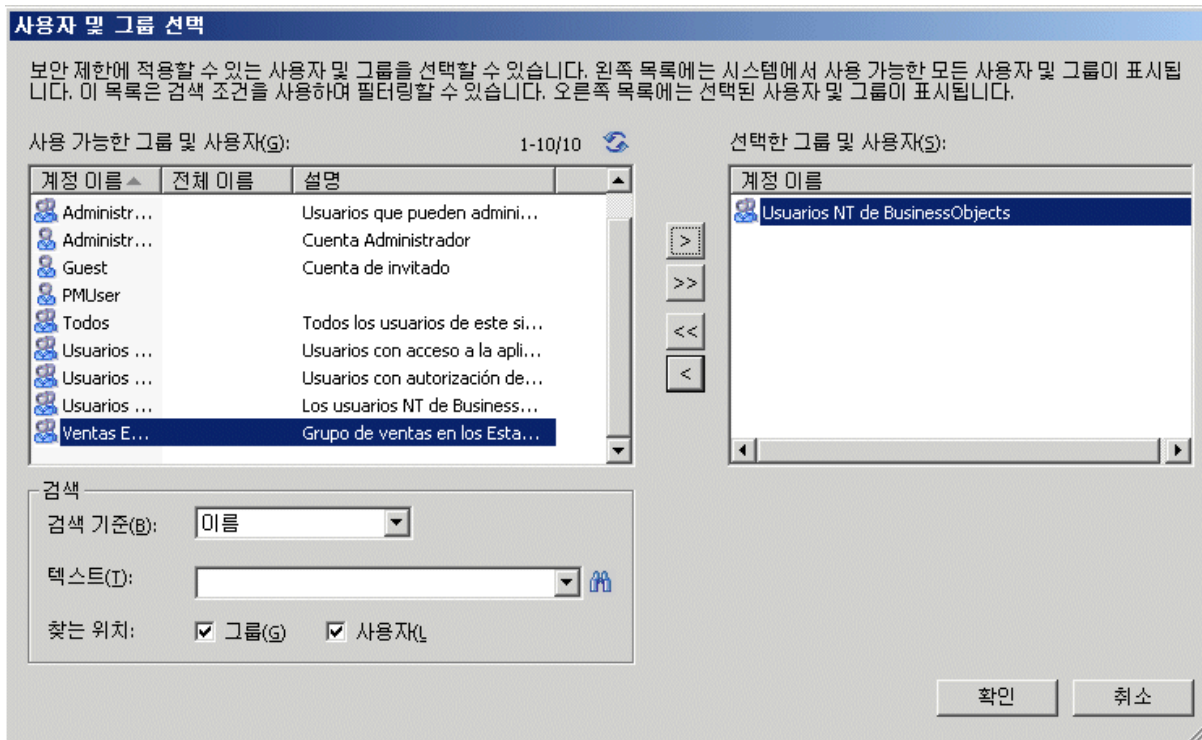 사용자 및 그룹 선택
보안 제한에 적용할 수 있는 사용자 및 그룹을 선택할 수 있습니다. 왼쪽 목록에는 시스템에서 사용 가능한 모든 사용자 및 그룹이 표시됩
니다. 이 목록은 검색 조건을 사용하여 필터링할 수 있습니다. 오른쪽 목록에는 선택된 사용자 및 그룹이 표시됩니다.
사용 가능한 그룹 및 사용자(G): 1-10/10 선택한 그룹 및 사용자(S):
계정 이름 전체 이름 설명 계정 이름
Administr... Usuarios que pueden admini... Usuarios NT de BusinessObjects
Administr... Cuenta Administrador
Guest Cuenta de invitado
PMUser
Todos Todos los usuarios de este si...
Usuarios ... Usuarios con acceso a la apli...
Usuarios ... Usuarios con autorización de...
Usuarios ... Los usuarios NT de Business...
Ventas E... Grupo de ventas en los Esta...
>
>>
<<
<
검색
검색 기준(B): 이름
텍스트(T):
찾는 위치: 그룹(G) 사용자(L
확인 취소